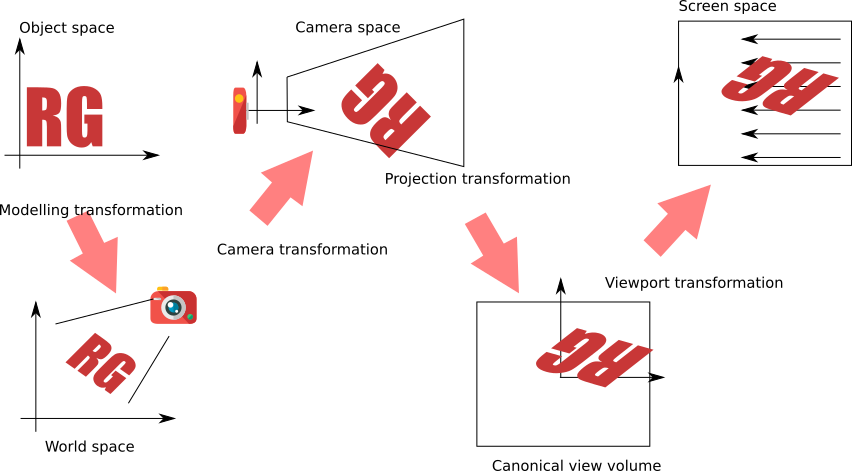 Object space
RG
Modelling transformation
RG
World space
Camera transformation
Camera space
RG
Projection transformation
RG
Canonical view volume
Viewport transformation
Screen space
RG